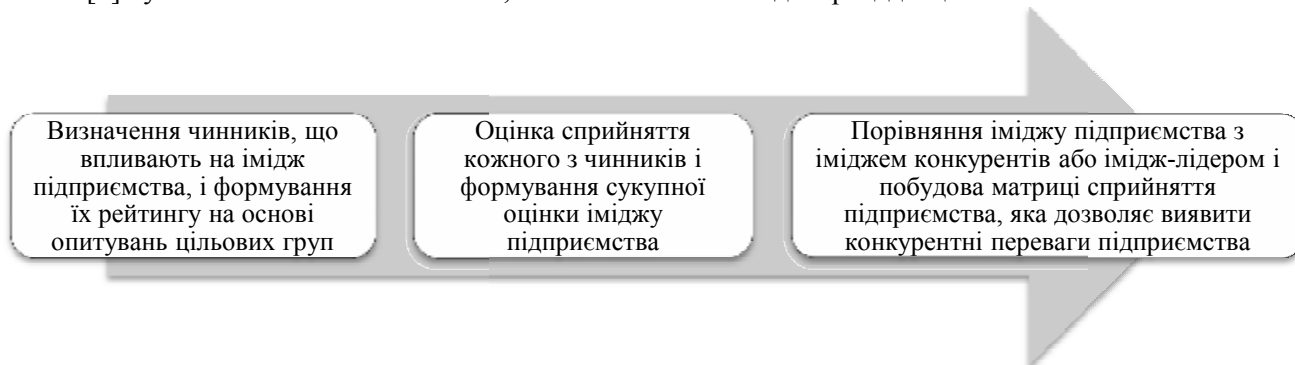 Визначення чинників, що
впливають на імідж
підприємства, і формування
їх рейтингу на основі
опитувань цільових груп
Оцінка сприйняття
кожного з чинників і
формування сукупної
оцінки іміджу
підприємства
Порівняння іміджу підприємства з
іміджем конкурентів або імідж-лідером і
побудова матриці сприйняття
підприємства, яка дозволяє виявити
конкурентні переваги підприємства